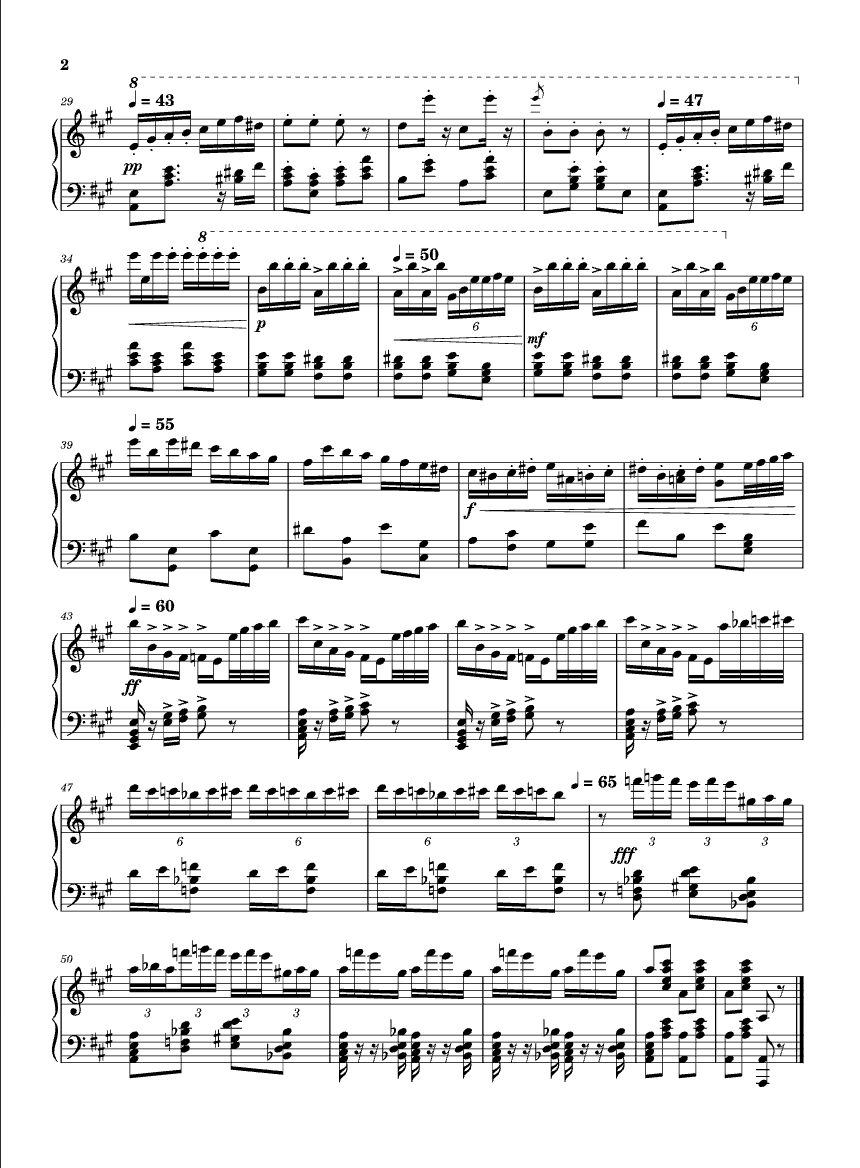 2
8
29
♩ = 43
♩ = 47
pp
34
8
♩ = 50
p
6
mf
6
39
♩ = 55
f
43
♩ = 60
ff
47
♩ = 65
6
6
6
3
fff
3
3
3
50
3
3
3
3